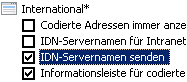 International*
Codierte Adressen immer anze
IDN-Servernamen für Intranet
IDN-Servernamen senden
Informationsleiste für codierte